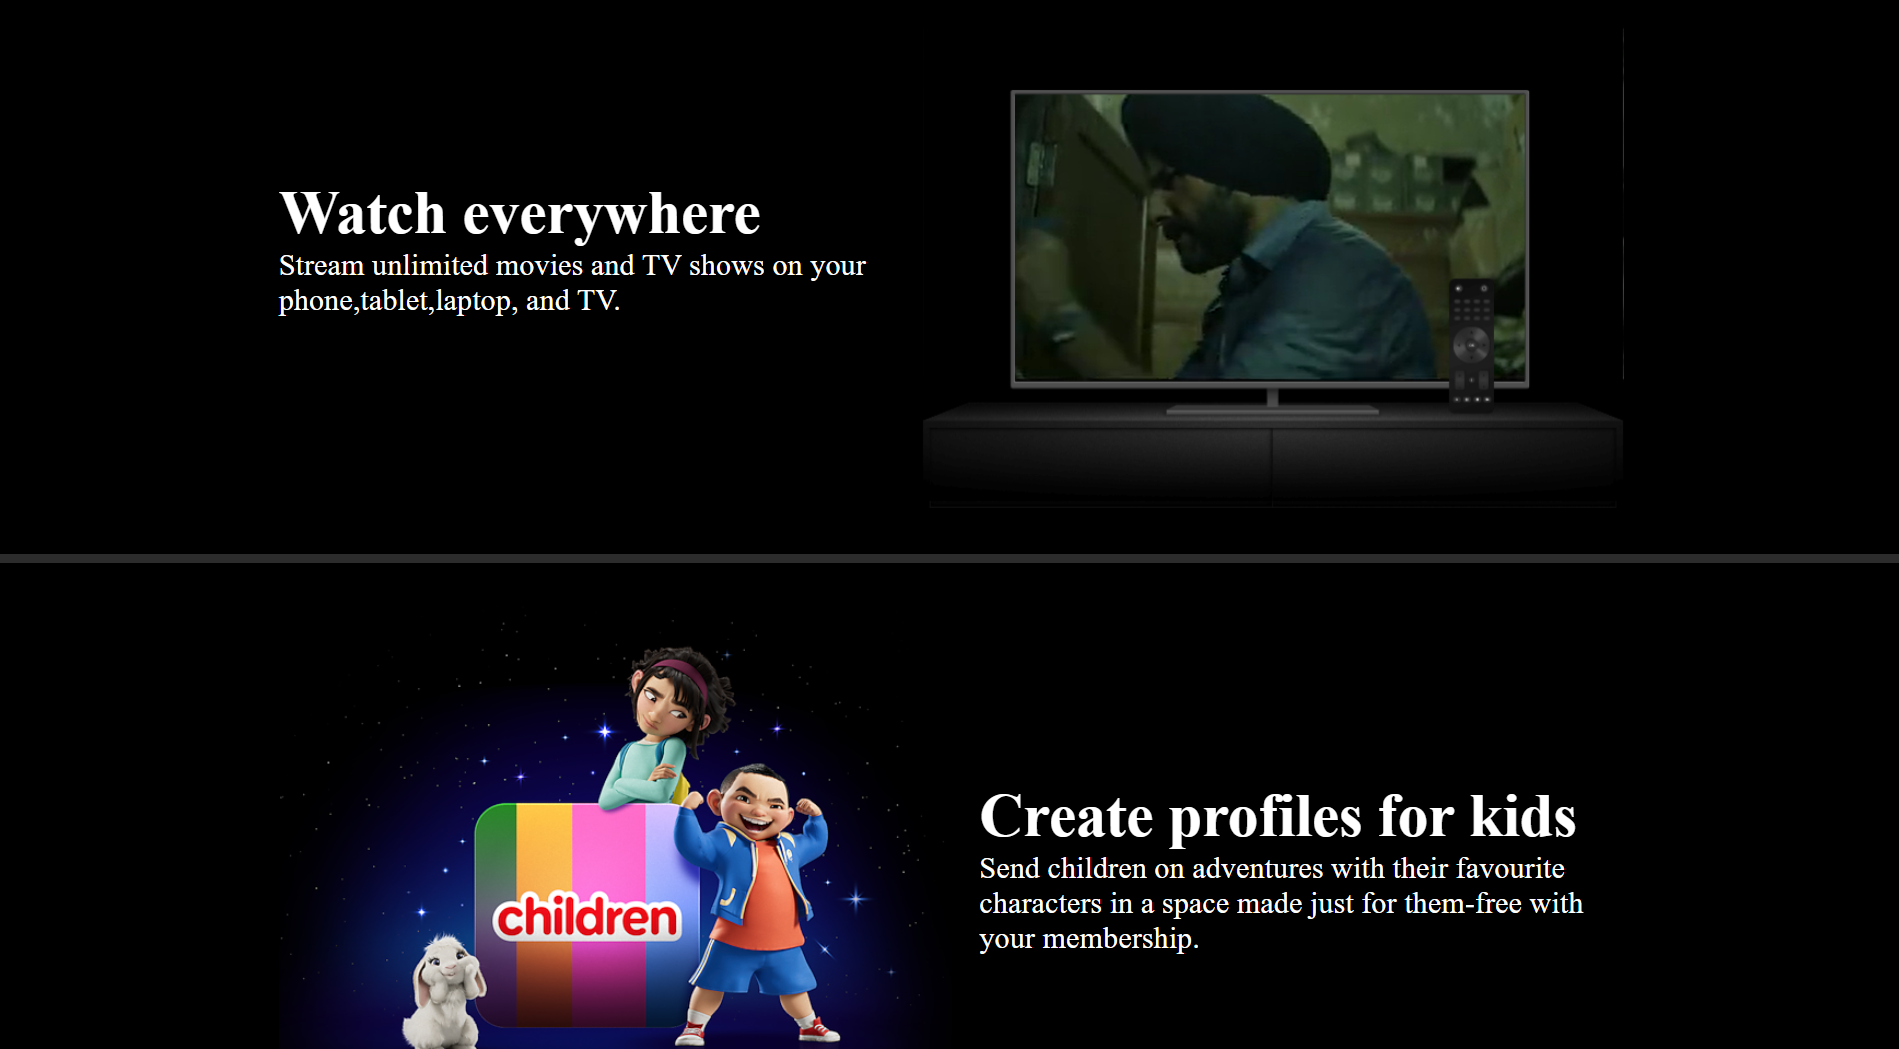 Watch everywhere
Stream unlimited movies and TV shows on your
phone,tablet,laptop, and TV.
children
Create profiles for kids
Send children on adventures with their favourite
characters in a space made just for them-free with
your membership.